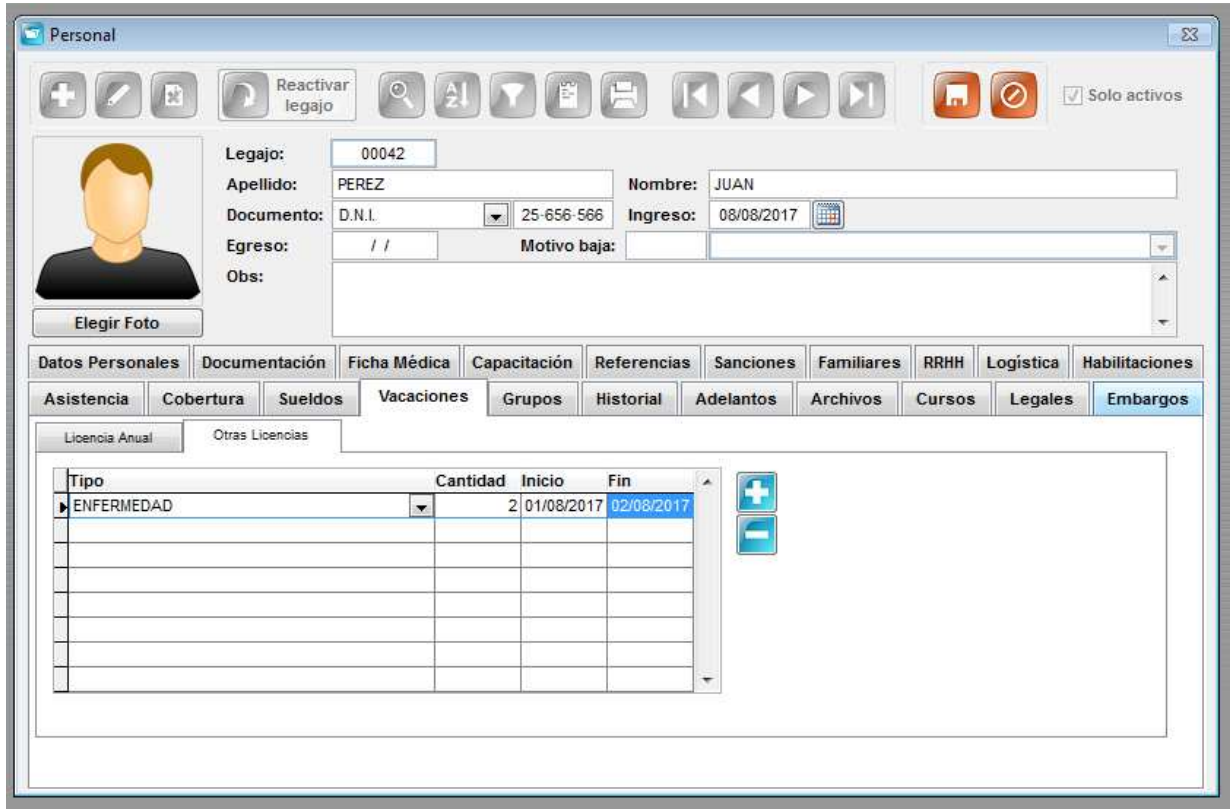 Personal
Reactivar legajo
A Z
Solo activos
Legajo: 00042
Apellido: PEREZ Nombre: JUAN
Documento: D.N.I. 25-656-566 Ingreso: 08/08/2017
Egreso: / / Motivo baja:
Obs:
Elegir Foto
Datos Personales Documentación Ficha Médica Capacitación Referencias Sanciones Familiares RRHH Logística Habilitaciones
Asistencia Cobertura Sueldos Vacaciones Grupos Historial Adelantos Archivos Cursos Legales Embargos
Licencia Anual Otras Licencias
Tipo Cantidad Inicio Fin
ENFERMEDAD 2 01/08/2017 02/08/2017